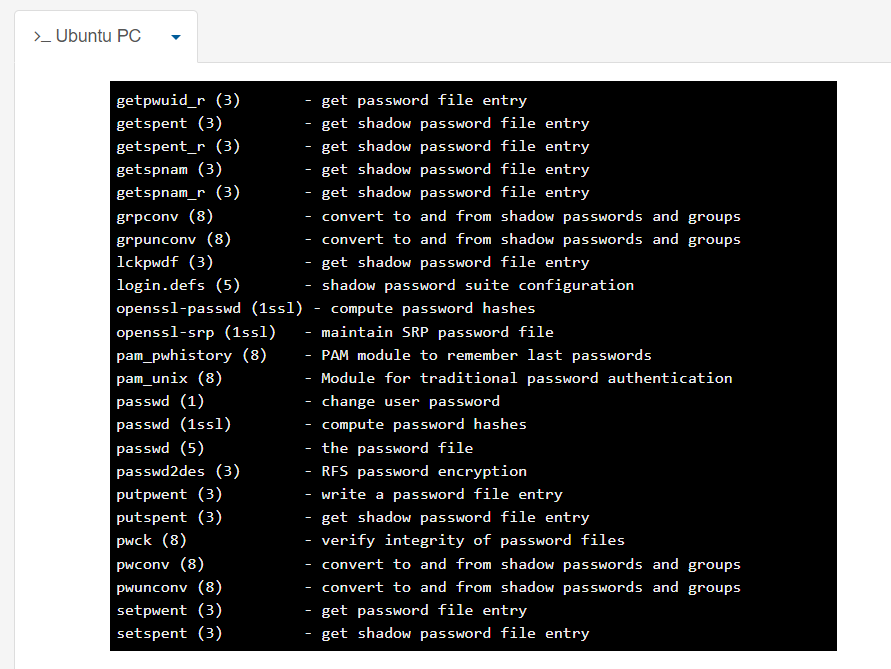 >_ Ubuntu PC
getpwuid_r (3)       - get password file entry
getspent (3)         - get shadow password file entry
getspent_r (3)       - get shadow password file entry
getspnam (3)         - get shadow password file entry
getspnam_r (3)       - get shadow password file entry
grpconv (8)          - convert to and from shadow passwords and groups
grpunconv (8)        - convert to and from shadow passwords and groups
lckpwdf (3)          - get shadow password file entry
login.defs (5)       - shadow password suite configuration
openssl-passwd (1ssl) - compute password hashes
openssl-srp (1ssl)   - maintain SRP password file
pam_pwhistory (8)    - PAM module to remember last passwords
pam_unix (8)         - Module for traditional password authentication
passwd (1)           - change user password
passwd (1ssl)        - compute password hashes
passwd (5)           - the password file
passwd2des (3)       - RFS password encryption
putpwent (3)         - write a password file entry
putspent (3)         - get shadow password file entry
pwck (8)             - verify integrity of password files
pwconv (8)           - convert to and from shadow passwords and groups
pwunconv (8)         - convert to and from shadow passwords and groups
setpwent (3)         - get password file entry
setspent (3)         - get shadow password file entry